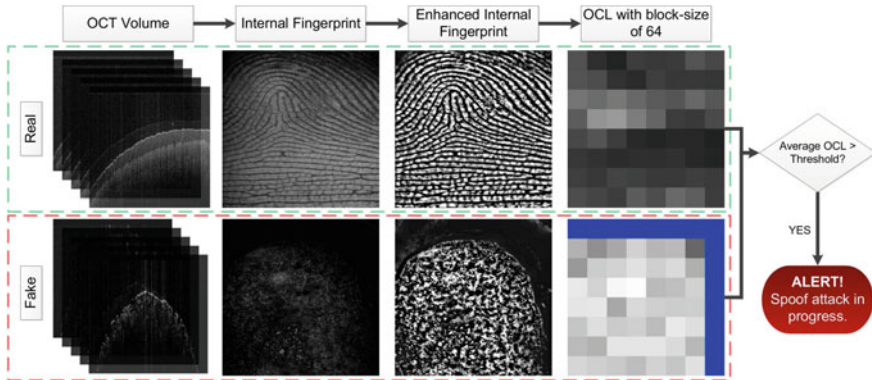 OCT Volume
Internal Fingerprint
Enhanced Internal
Fingerprint
OCL with block-size
of 64
Real
Average OCL >
Threshold?
YES
Fake
ALERT!
Spoof attack in
progress.